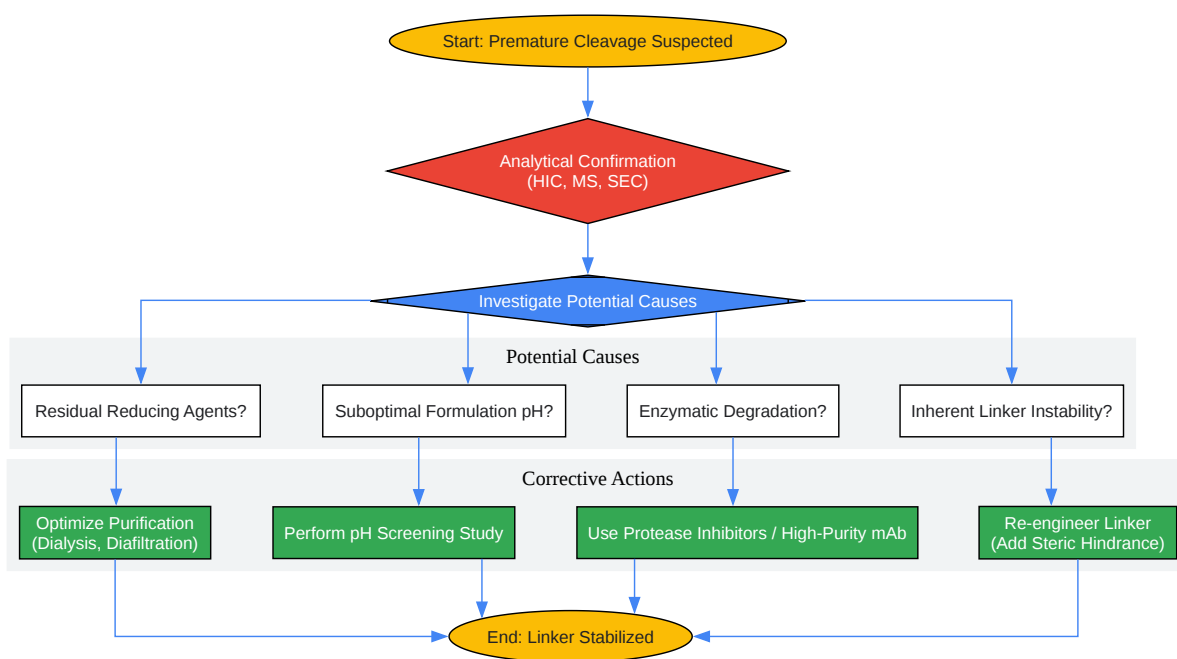 Start: Premature Cleavage Suspected
Analytical Confirmation
(HIC, MS, SEC)
Investigate Potential Causes
Potential Causes
Residual Reducing Agents?
Suboptimal Formulation pH?
Enzymatic Degradation?
Inherent Linker Instability?
Corrective Actions
Optimize Purification
(Dialysis, Diafiltration)
Perform pH Screening Study
Use Protease Inhibitors / High-Purity mAb
Re-engineer Linker
(Add Steric Hindrance)
End: Linker Stabilized